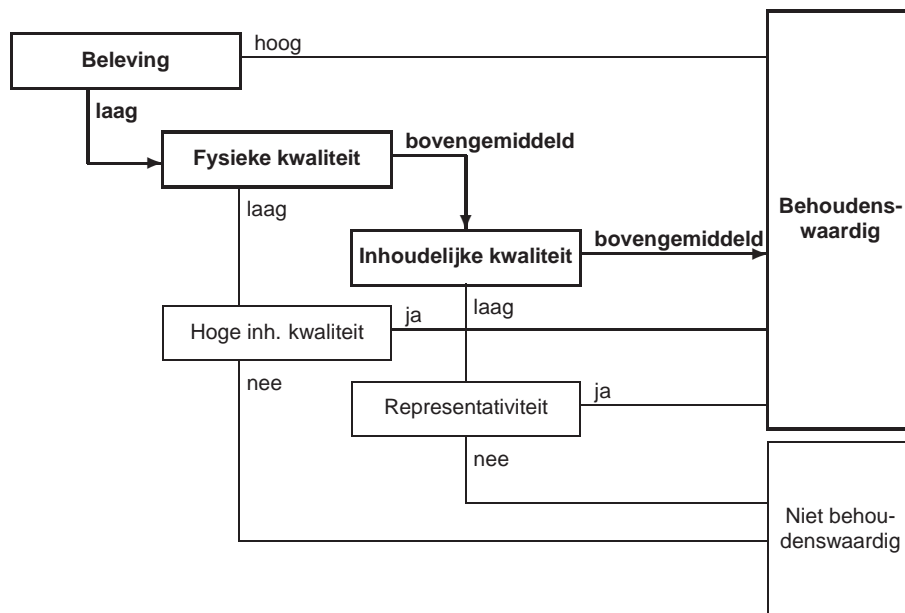 hoog
Beleving
laag
bovengemiddeld
Fysieke kwaliteit
laag
Behoudens-
waardig
bovengemiddeld
Inhoudelijke kwaliteit
laag
ja
Hoge inh. kwaliteit
nee
ja
Representativiteit
nee
Niet behou-
denswaardig